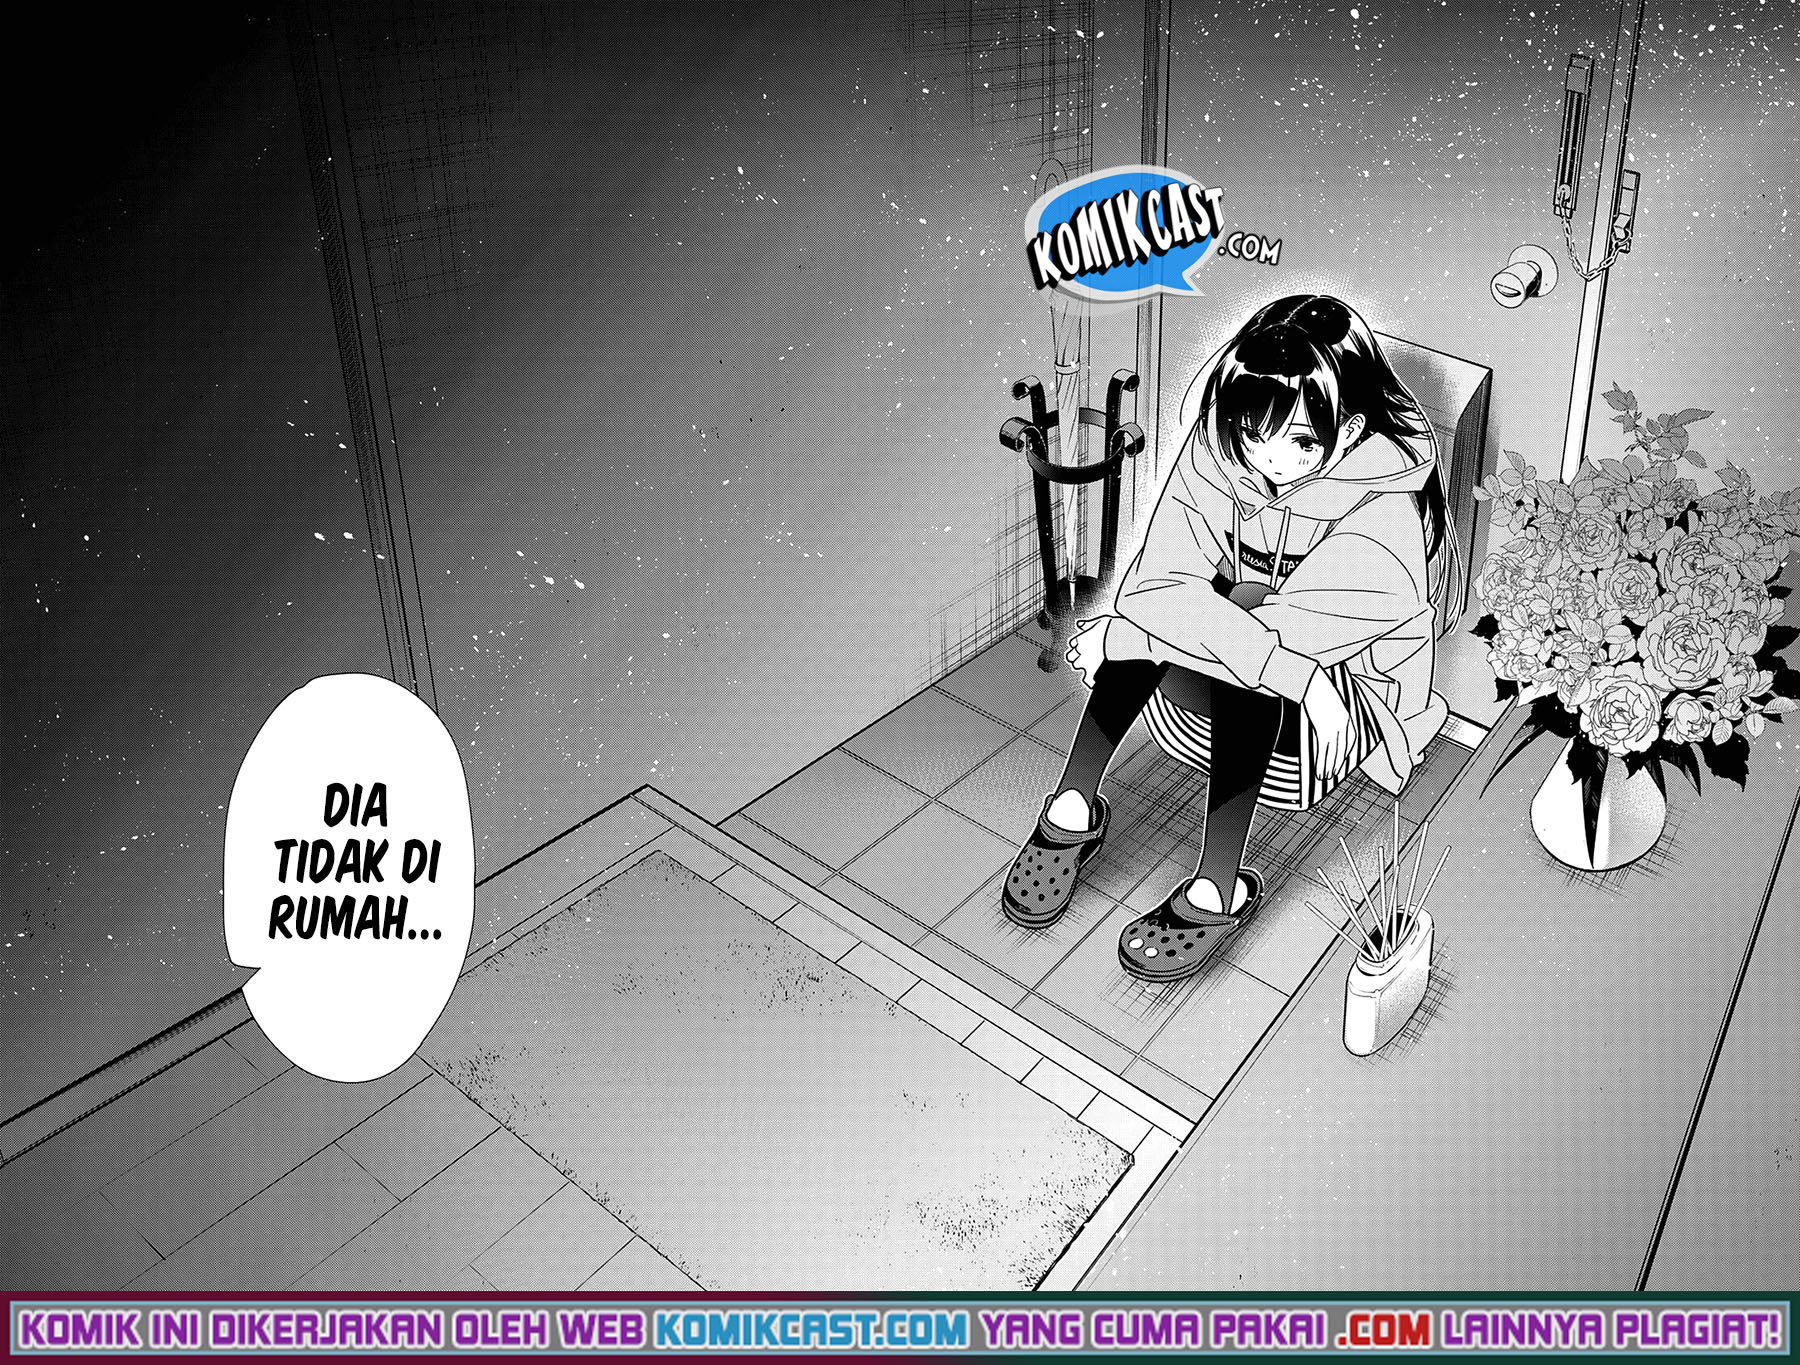 KOMIKCAST
.COM
DIA
TIDAK DI
RUMAH...
KOMIK INI DIKERJAKAN OLEH WEB KOMIKCAST.COM YANG CUMA PAKAI .COM LAINNYA PLAGIAT!